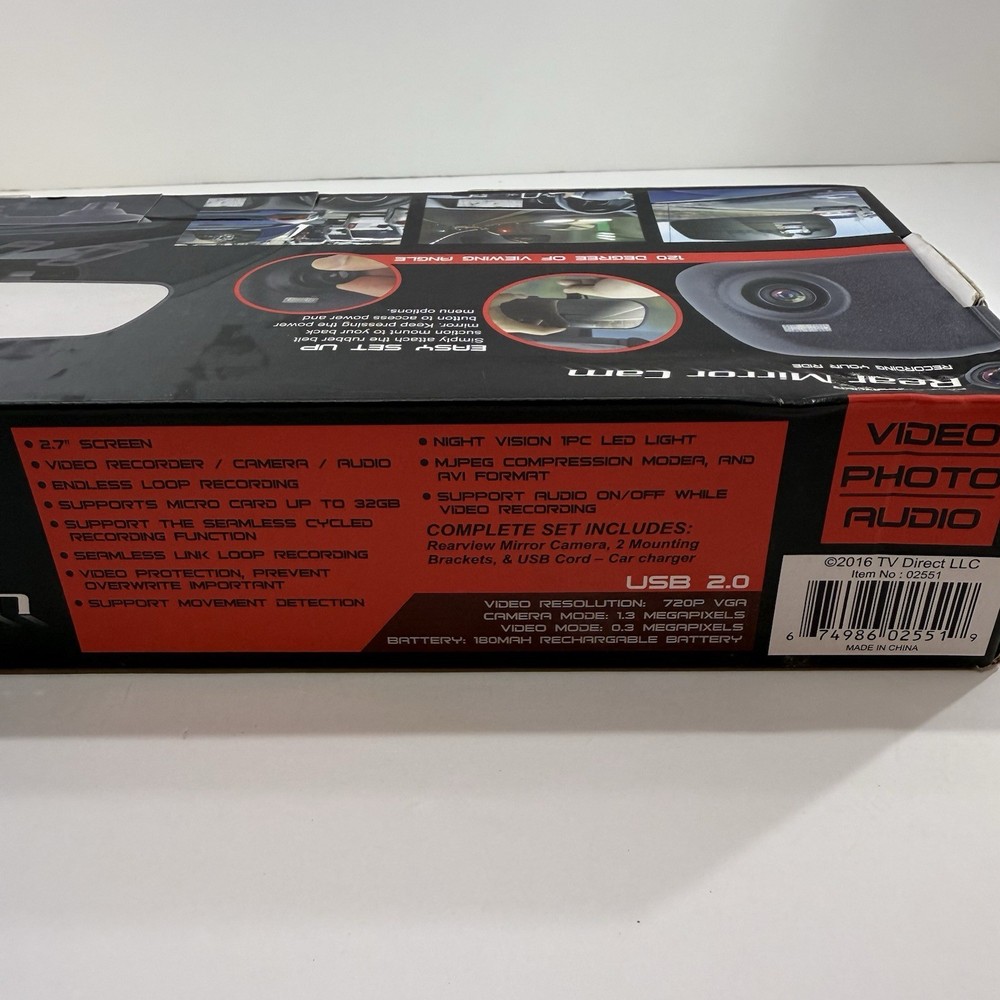 120 DEGREE OF VIEWING ANGLE
EASY SET UP
Simply attach the rubber belt
suction mount to your back
mirror. Keep pressing the power
button to access power and
menu options.
Rear Mirror Cam
RECORDING YOUR RIDE
• 2.7" SCREEN
• VIDEO RECORDER / CAMERA / AUDIO
• ENDLESS LOOP RECORDING
• SUPPORTS MICRO CARD UP TO 32GB
• SUPPORT THE SEAMLESS CYCLED
RECORDING FUNCTION
• SEAMLESS LINK LOOP RECORDING
• VIDEO PROTECTION, PREVENT
OVERWRITE IMPORTANT
• SUPPORT MOVEMENT DETECTION
• NIGHT VISION 1PC LED LIGHT
• MJPEG COMPRESSION MODER, AND
AVI FORMAT
• SUPPORT AUDIO ON/OFF WHILE
VIDEO RECORDING
COMPLETE SET INCLUDES:
Rearview Mirror Camera, 2 Mounting
Brackets, & USB Cord – Car charger
USB 2.0
VIDEO RESOLUTION: 720P VGA
CAMERA MODE: 1.3 MEGAPIXELS
VIDEO MODE: 0.3 MEGAPIXELS
BATTERY: 180MAH RECHARGABLE BATTERY
VIDEO
PHOTO
AUDIO
©2016 TV Direct LLC
Item No : 02551
6 74986 02551 9
MADE IN CHINA